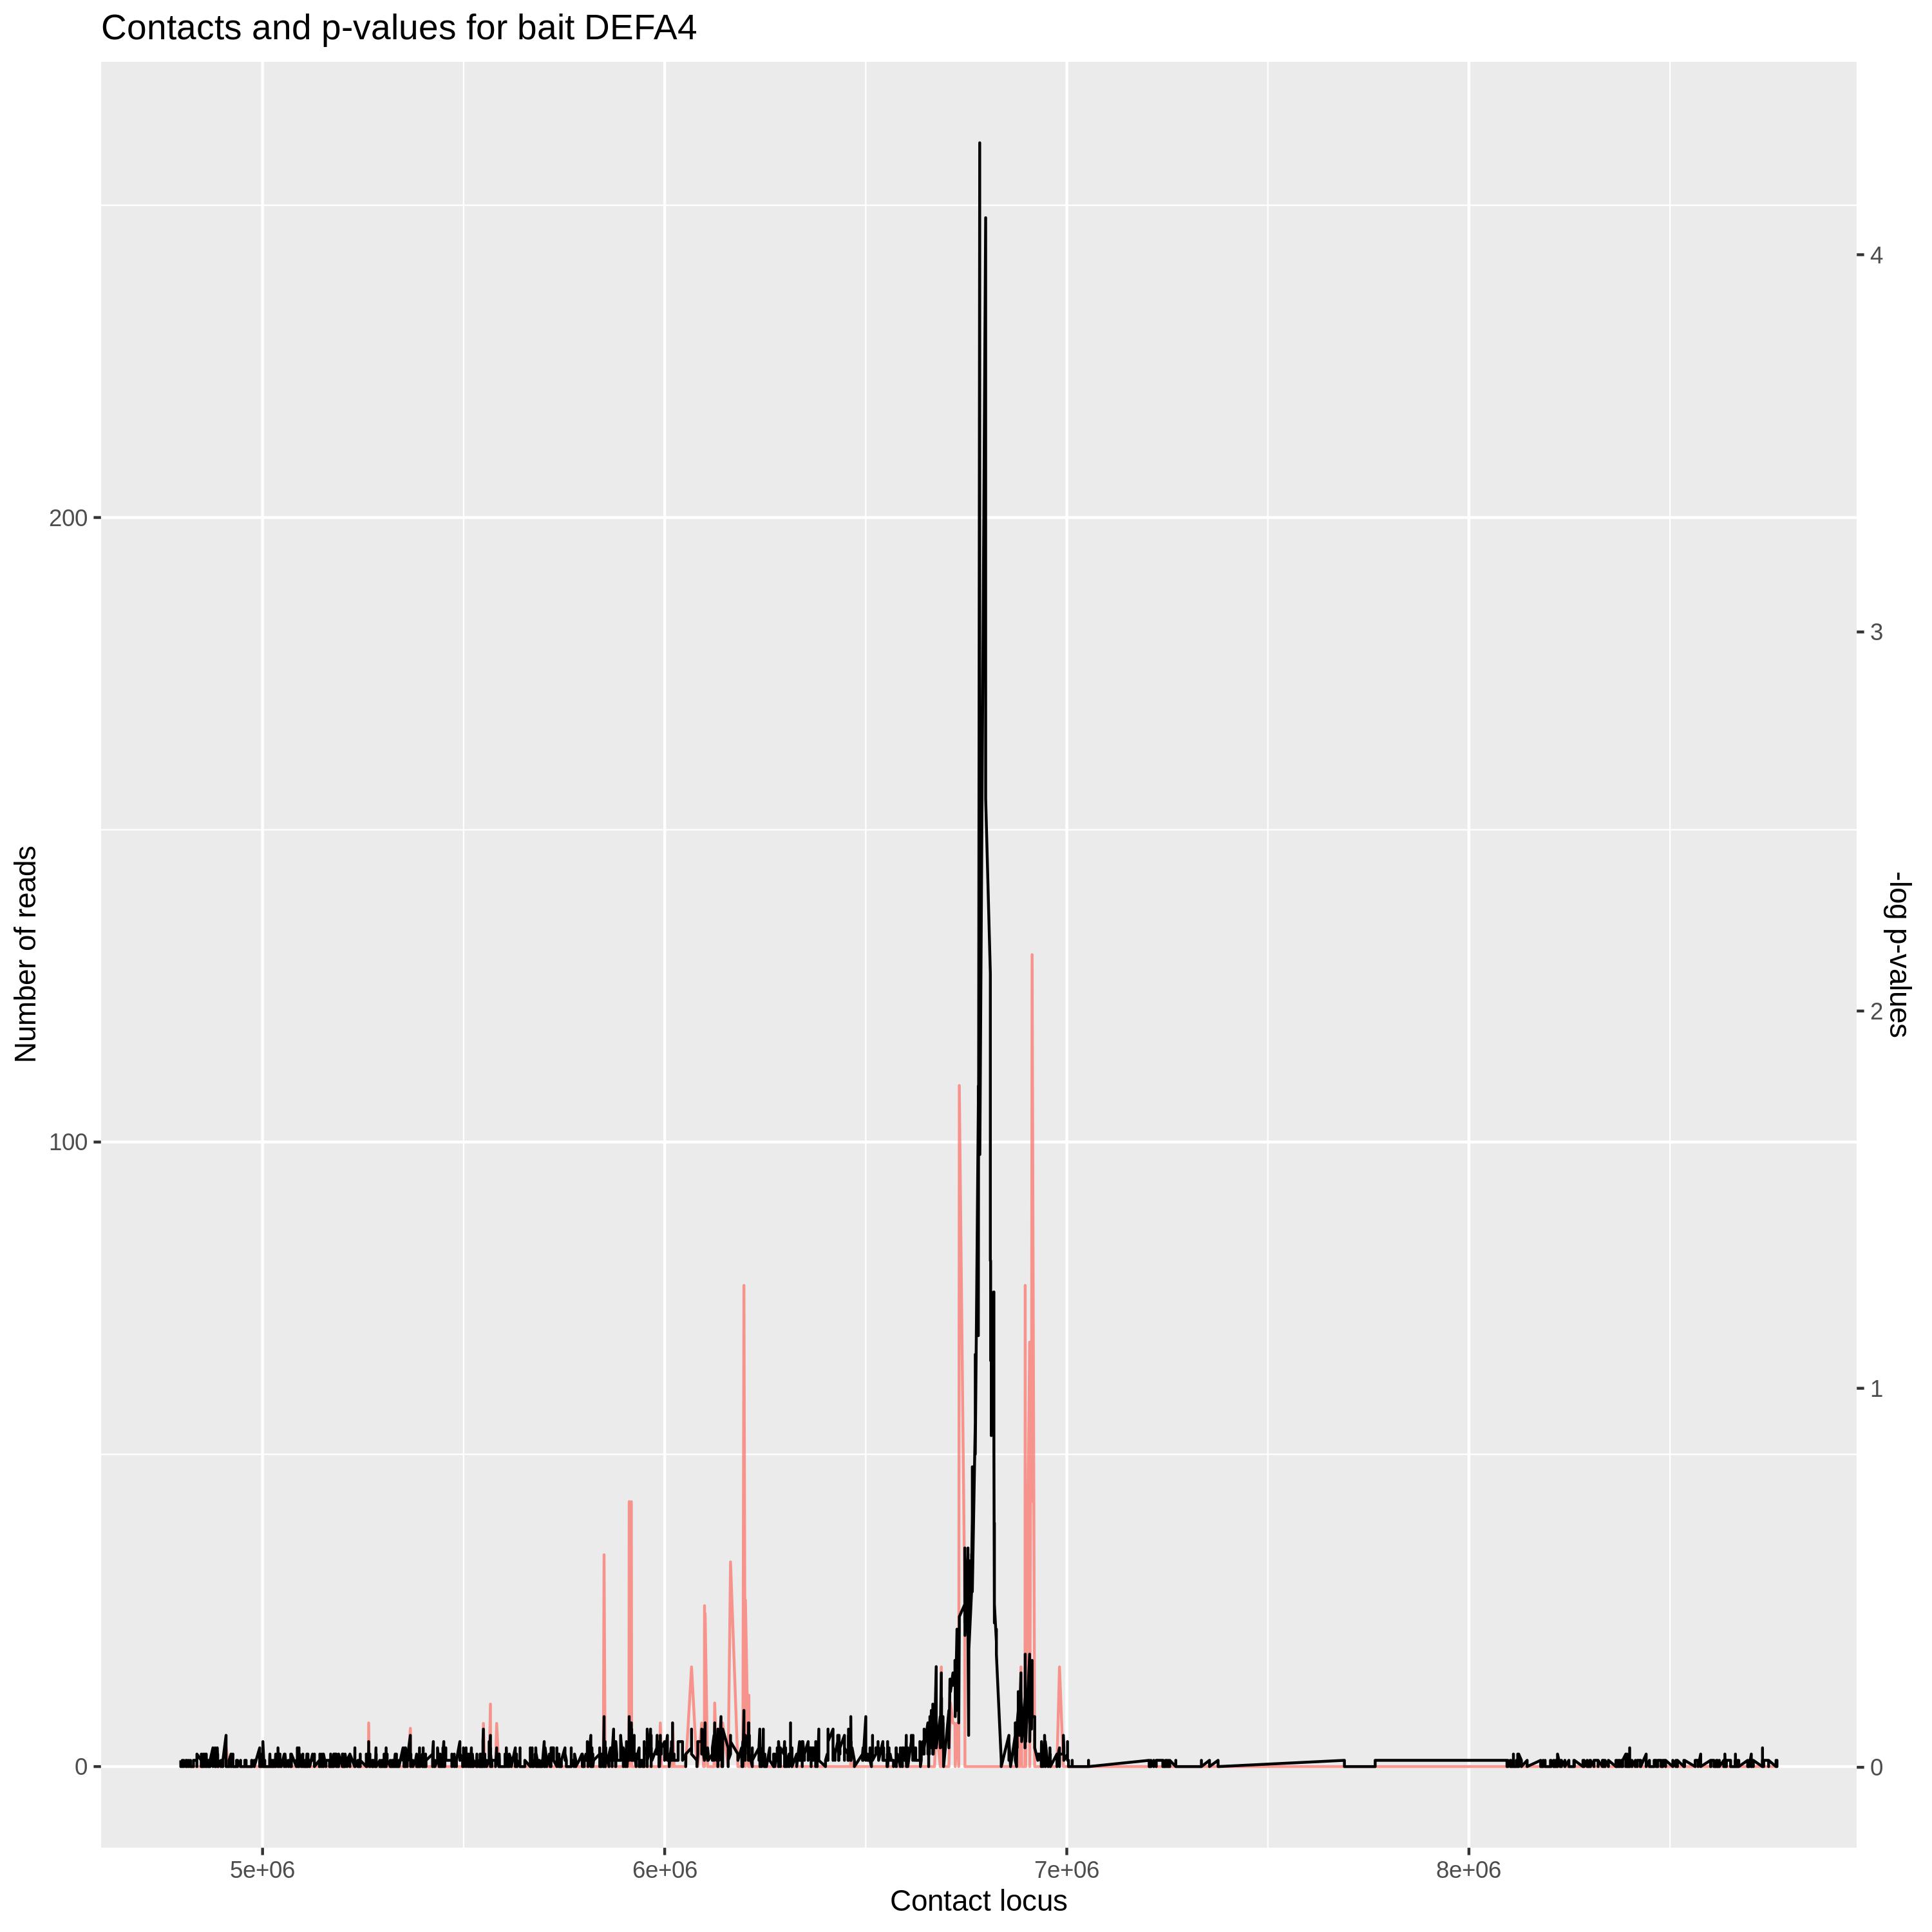 Contacts and p-values for bait DEFA4
Number of reads
200
100
0
4
3
2
1
0
-log p-values
5e+06
6e+06
7e+06
8e+06
Contact locus